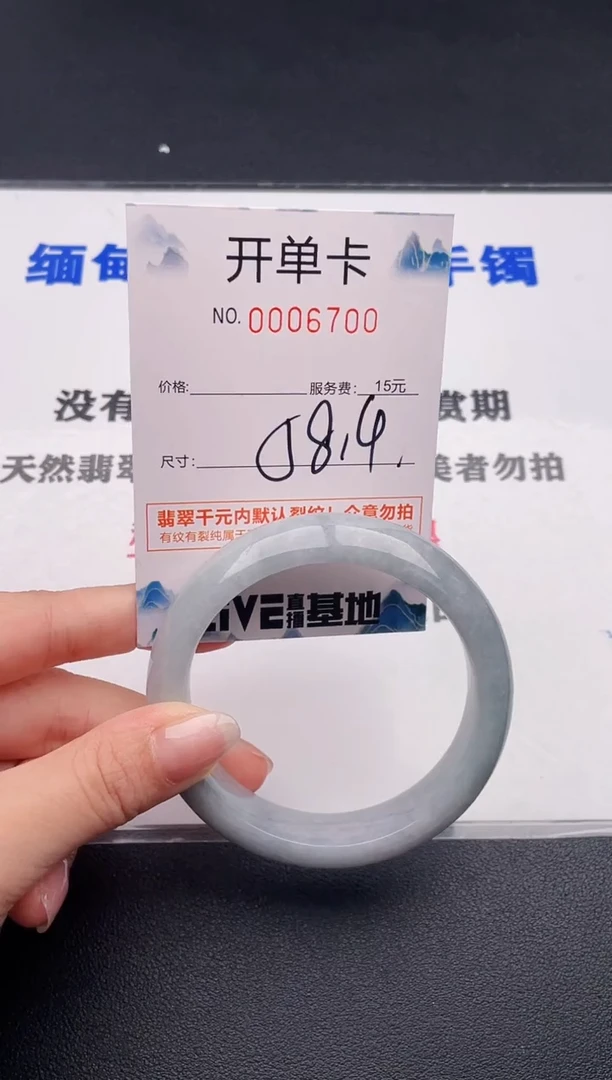 缅甸
手镯
开单卡
NO. 0006700
没有
赏期
价格: 服务费: 15元
天然翡翠
美者勿拍
尺寸: 58.4
翡翠千元内默认裂纹! 介意勿拍
有纹有裂纯属
LIVE直播基地